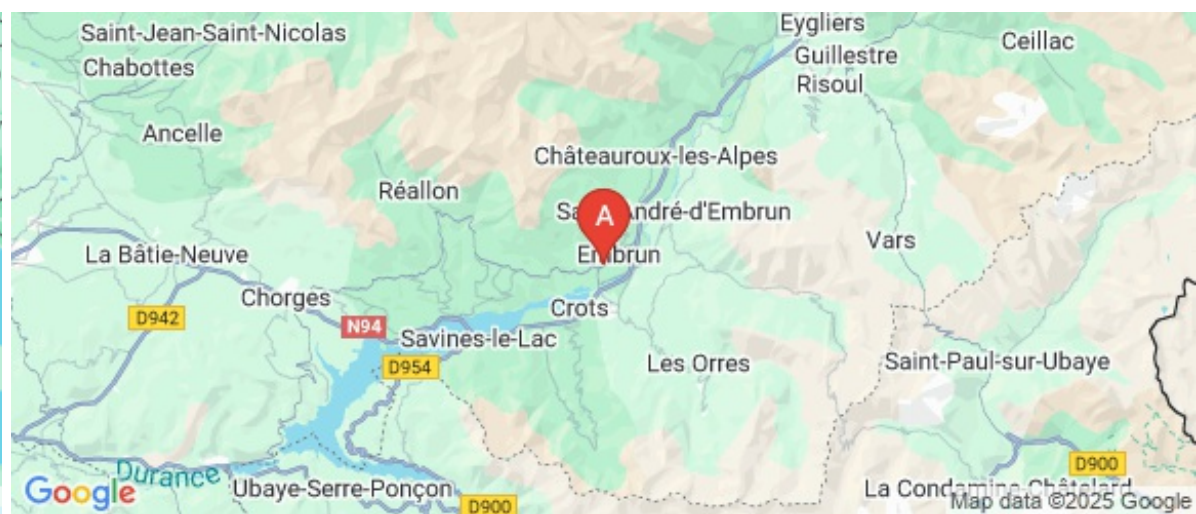 Eygliers
Saint-Jean-Saint-Nicolas
Ceillac
Guillestre
Chabottes
Risoul
Ancelle
Châteauroux-les-Alpes
Réallon
A
Saint-André-d'Embrun
Vars
La Bâtie-Neuve
Embrun
Chorges
Crots
D942
N94
Savines-le-Lac
D954
Les Orres
Saint-Paul-sur-Ubaye
Durance
D900
Google
Ubaye-Serre-Ponçon
La Condamine-Châtelard
D900
Map data ©2025 Google